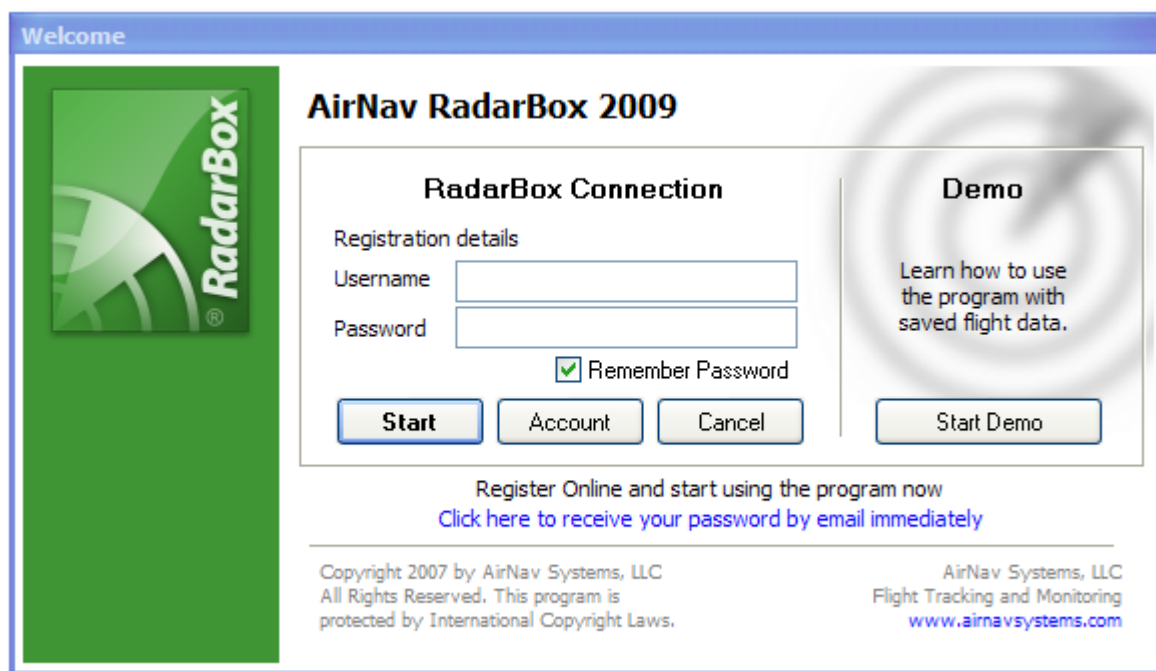 Welcome
® RadarBox
AirNav RadarBox 2009
RadarBox Connection
Registration details
Username
Password
Remember Password
Start
Account
Cancel
Demo
Learn how to use
the program with
saved flight data.
Start Demo
Register Online and start using the program now
Click here to receive your password by email immediately
Copyright 2007 by AirNav Systems, LLC
All Rights Reserved. This program is
protected by International Copyright Laws.
AirNav Systems, LLC
Flight Tracking and Monitoring
www.airnavsystems.com